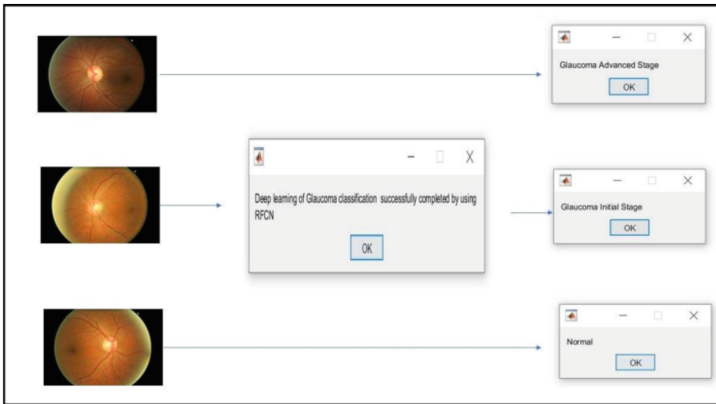 Glaucoma Advanced Stage
OK
Deep learning of Glaucoma classification successfully completed by using
RFCN
OK
Glaucoma Initial Stage
OK
Normal
OK